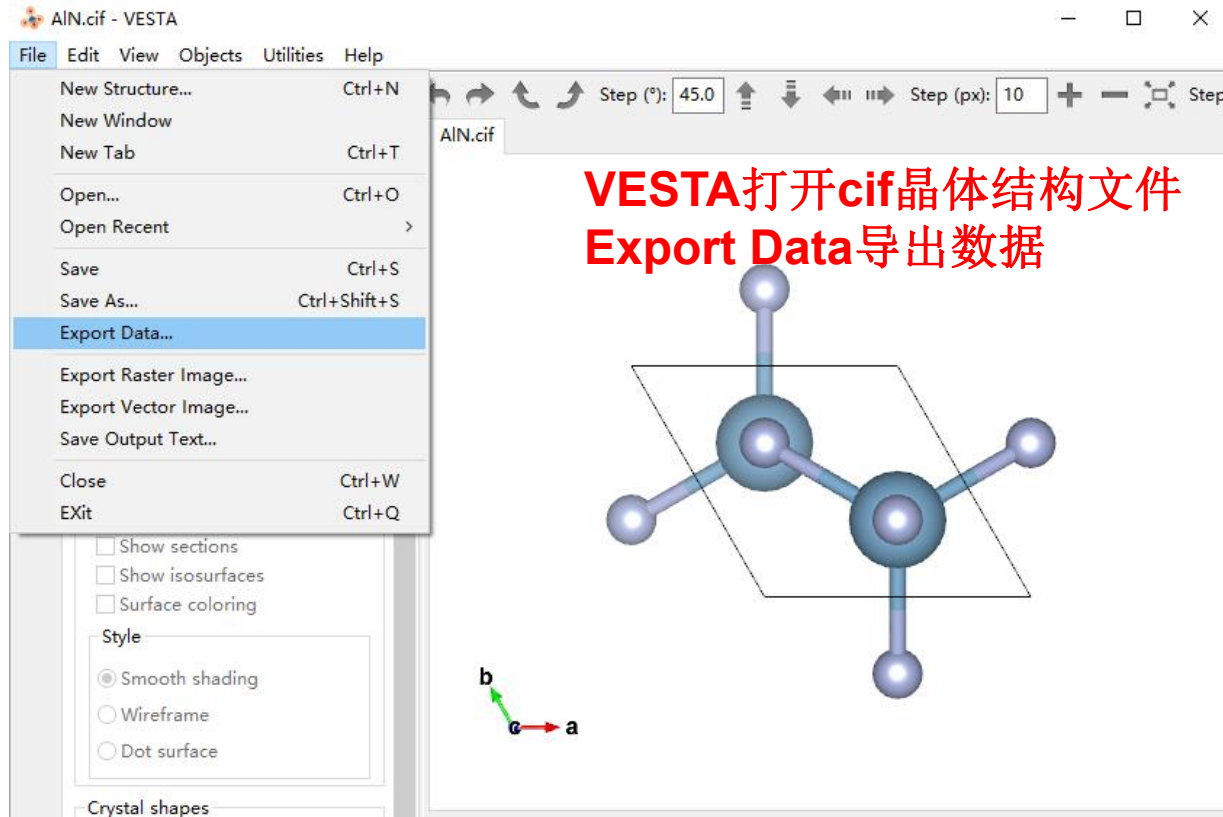 AlN.cif - VESTA
File Edit View Objects Utilities Help
New Structure... Ctrl+N
New Window
New Tab Ctrl+T
Open... Ctrl+O
Open Recent
Save Ctrl+S
Save As... Ctrl+Shift+S
Export Data...
Export Raster Image...
Export Vector Image...
Save Output Text...
Close Ctrl+W
EXit Ctrl+Q
Show sections
Show isosurfaces
Surface coloring
Style
Smooth shading
Wireframe
Dot surface
Crystal shapes
Step (°): 45.0 Step (px): 10 Step
AlN.cif
VESTA打开cif晶体结构文件
Export Data导出数据
b
c a